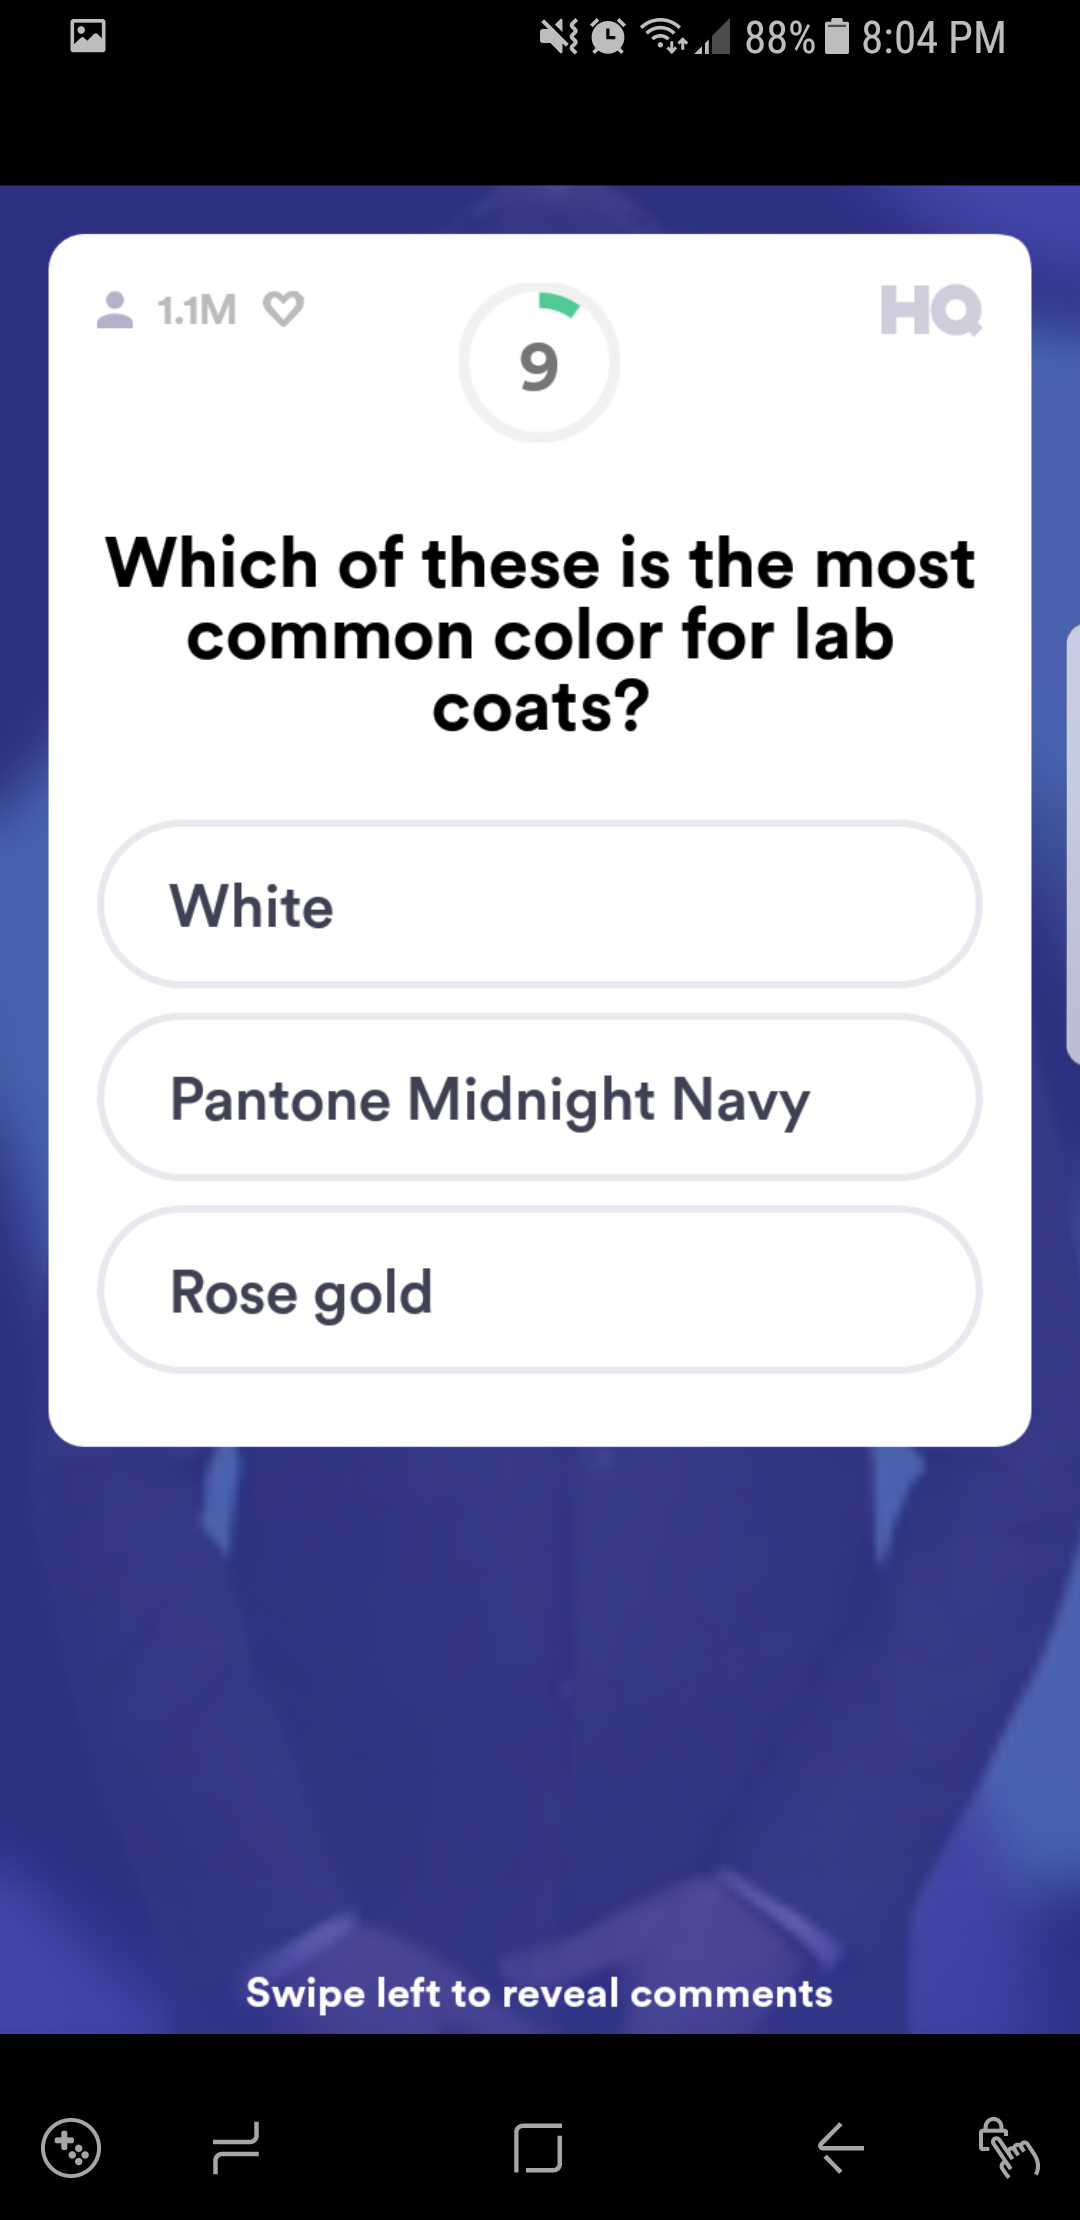 88% 8:04 PM
1.1M
9
HQ
Which of these is the most
common color for lab
coats?
White
Pantone Midnight Navy
Rose gold
Swipe left to reveal comments